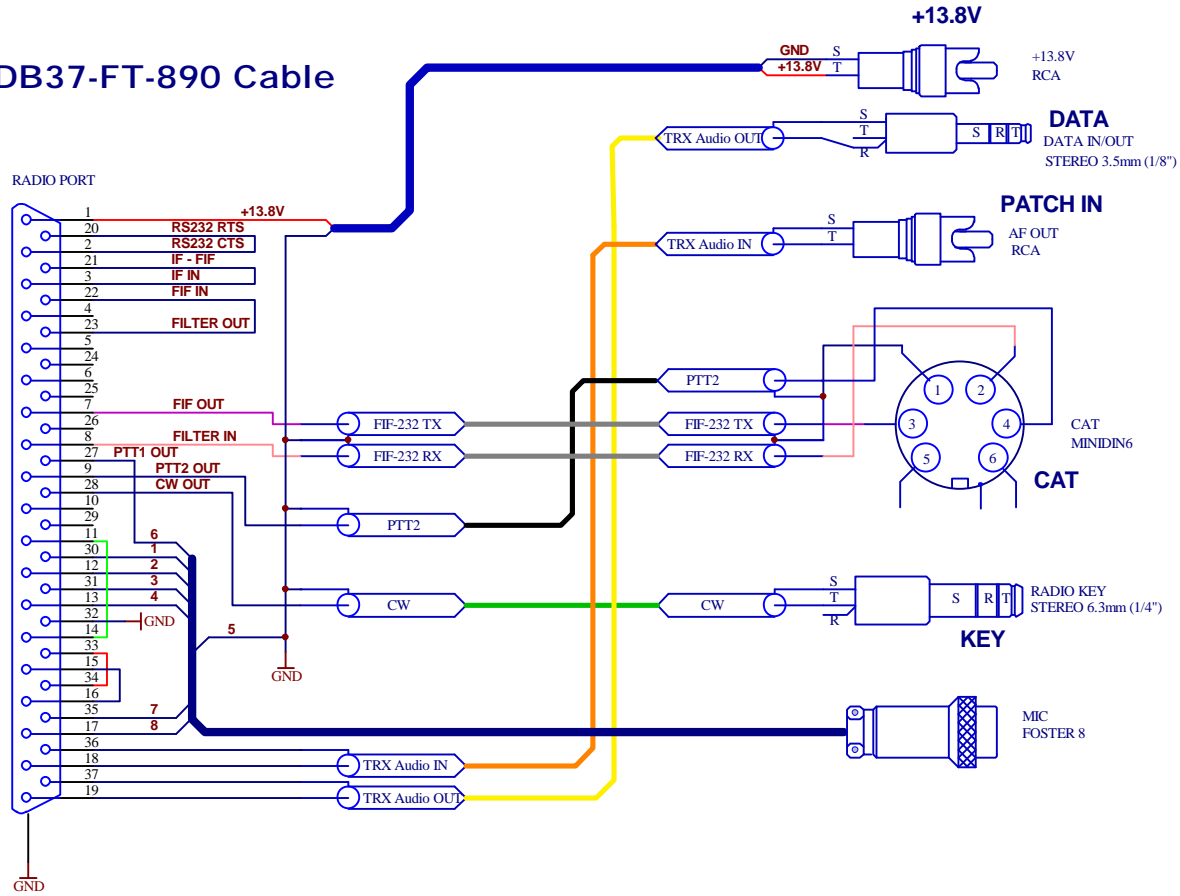 +13.8V
DB37-FT-890 Cable
GND S
+13.8V T
+13.8V
RCA
S
T
R
TRX Audio OUT
S R T
DATA
DATA IN/OUT
STEREO 3.5mm (1/8")
RADIO PORT
PATCH IN
1 +13.8V
20 RS232 RTS
2 RS232 CTS
21 IF - FIF
3 IF IN
22 FIF IN
4
23 FILTER OUT
5
24
6
25
7 FIF OUT
26
8 FILTER IN
27 PTT1 OUT
9 PTT2 OUT
28 CW OUT
10
29
11
30
12
31
13
32
14
33
15
34
16
35
17
36
18
37
19
6
1
2
3
4
GND
5
7
8
GND
GND
TRX Audio IN
S
T
AF OUT
RCA
PTT2
FIF-232 TX
FIF-232 RX
FIF-232 TX
FIF-232 RX
1 2
3 4
5 6
CAT
MINIDIN6
CAT
PTT2
CW
CW
S
T
R
S R T
RADIO KEY
STEREO 6.3mm (1/4")
KEY
MIC
FOSTER 8
TRX Audio IN
TRX Audio OUT